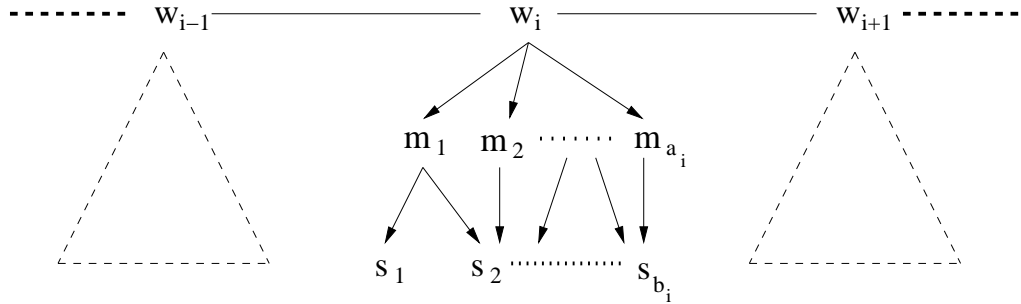 w_{i−1} w_i w_{i+1}
m_1 m_2 m_{a_i}
s_1 s_2 s_{b_i}